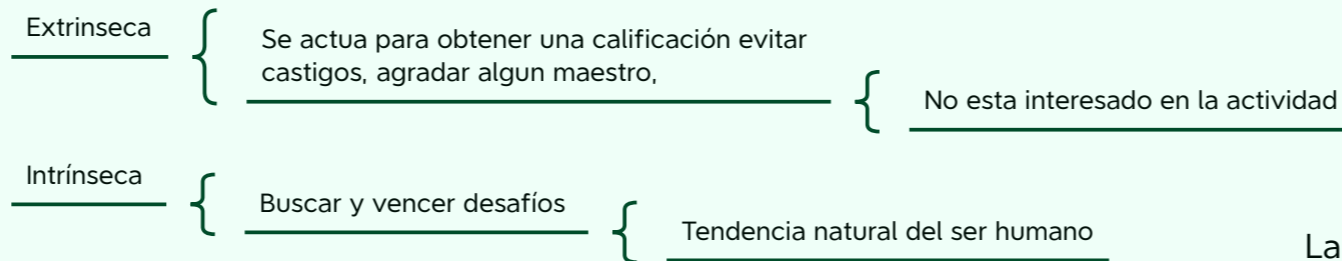 Extrinseca
Se actua para obtener una calificación evitar
castigos, agradar algun maestro,
No esta interesado en la actividad
Intrínseca
Buscar y vencer desafíos
Tendencia natural del ser humano
La